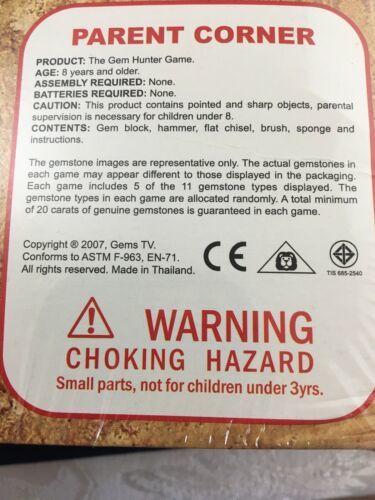 PARENT CORNER
PRODUCT: The Gem Hunter Game.
AGE: 8 years and older.
ASSEMBLY REQUIRED: None.
BATTERIES REQUIRED: None.
CAUTION: This product contains pointed and sharp objects, parental
supervision is necessary for children under 8.
CONTENTS: Gem block, hammer, flat chisel, brush, sponge and
instructions.
The gemstone images are representative only. The actual gemstones in
each game may appear different to those displayed in the packaging.
Each game includes 5 of the 11 gemstone types displayed. The
gemstone types in each game are allocated randomly. A total minimum
of 20 carats of genuine gemstones is guaranteed in each game.
Copyright ® 2007, Gems TV.
Conforms to ASTM F-963, EN-71.
All rights reserved. Made in Thailand.
CE
TIS 685-2540
WARNING
CHOKING HAZARD
Small parts, not for children under 3yrs.